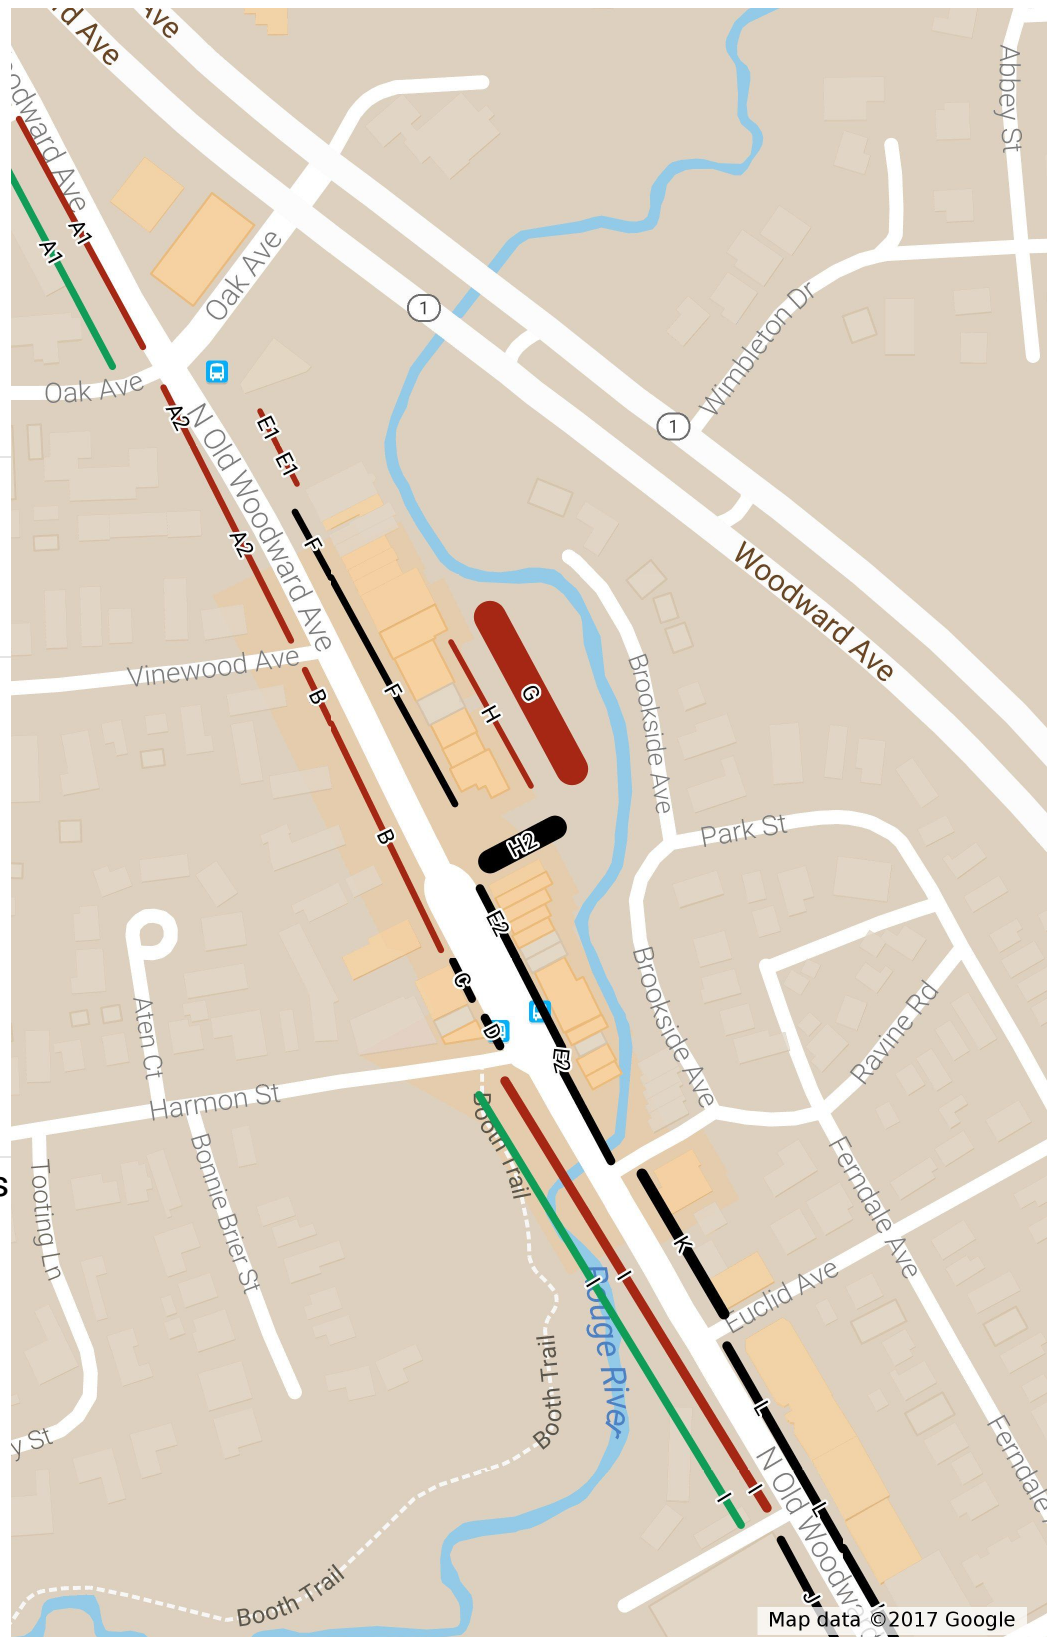 rd Ave
Ave
Abbey St
oodward Ave
A1
A1
Oak Ave
1
Wimbleton Dr
Oak Ave
A2
N Old Woodward Ave
E1
E1
1
A2
F
Woodward Ave
Vinewood Ave
B
F
H
G
Brookside Ave
B
H2
Park St
E2
C
D
Brookside Ave
Ravine Rd
Aten Ct
E2
Harmon St
Booth Trail
Bonnie Brier St
Tooting Ln
s
Ferndale Ave
K
I
I
Euclid Ave
Rouge River
Booth Trail
L
y St
Ferndale
N Old Woodward
I
I
L
Booth Trail
J
Map data ©2017 Google